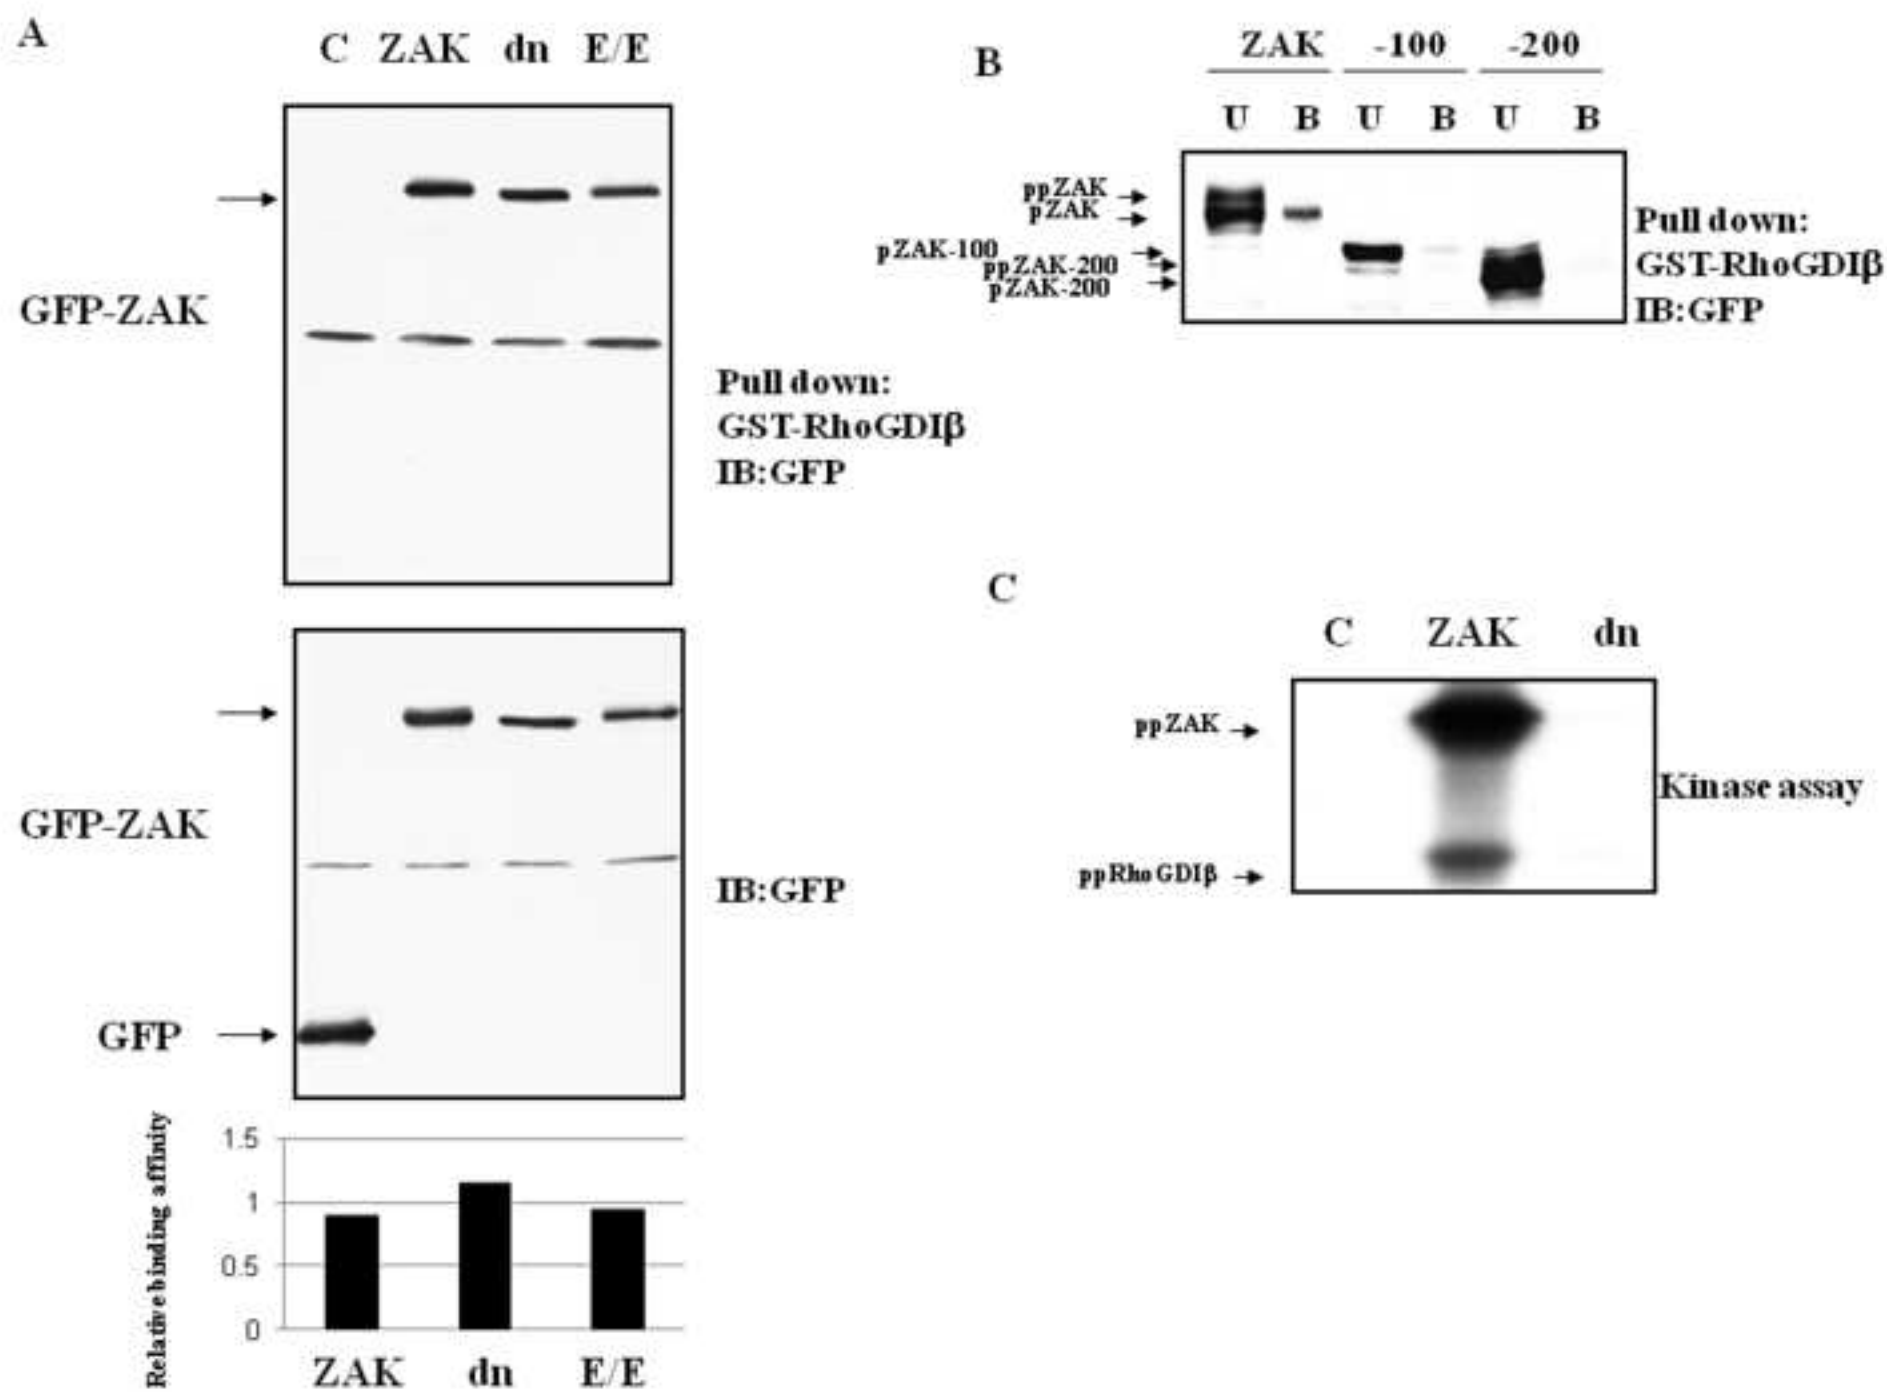 A
C ZAK dn E/E
GFP-ZAK
Pull down:
GST-RhoGDIβ
IB:GFP
GFP-ZAK
IB:GFP
GFP
Relative binding affinity
1.5
1
0.5
0
ZAK dn E/E
B
ZAK -100 -200
U B U B U B
ppZAK
pZAK
pZAK-100
ppZAK-200
pZAK-200
Pull down:
GST-RhoGDIβ
IB:GFP
C
C ZAK dn
ppZAK
Kinase assay
ppRhoGDIβ